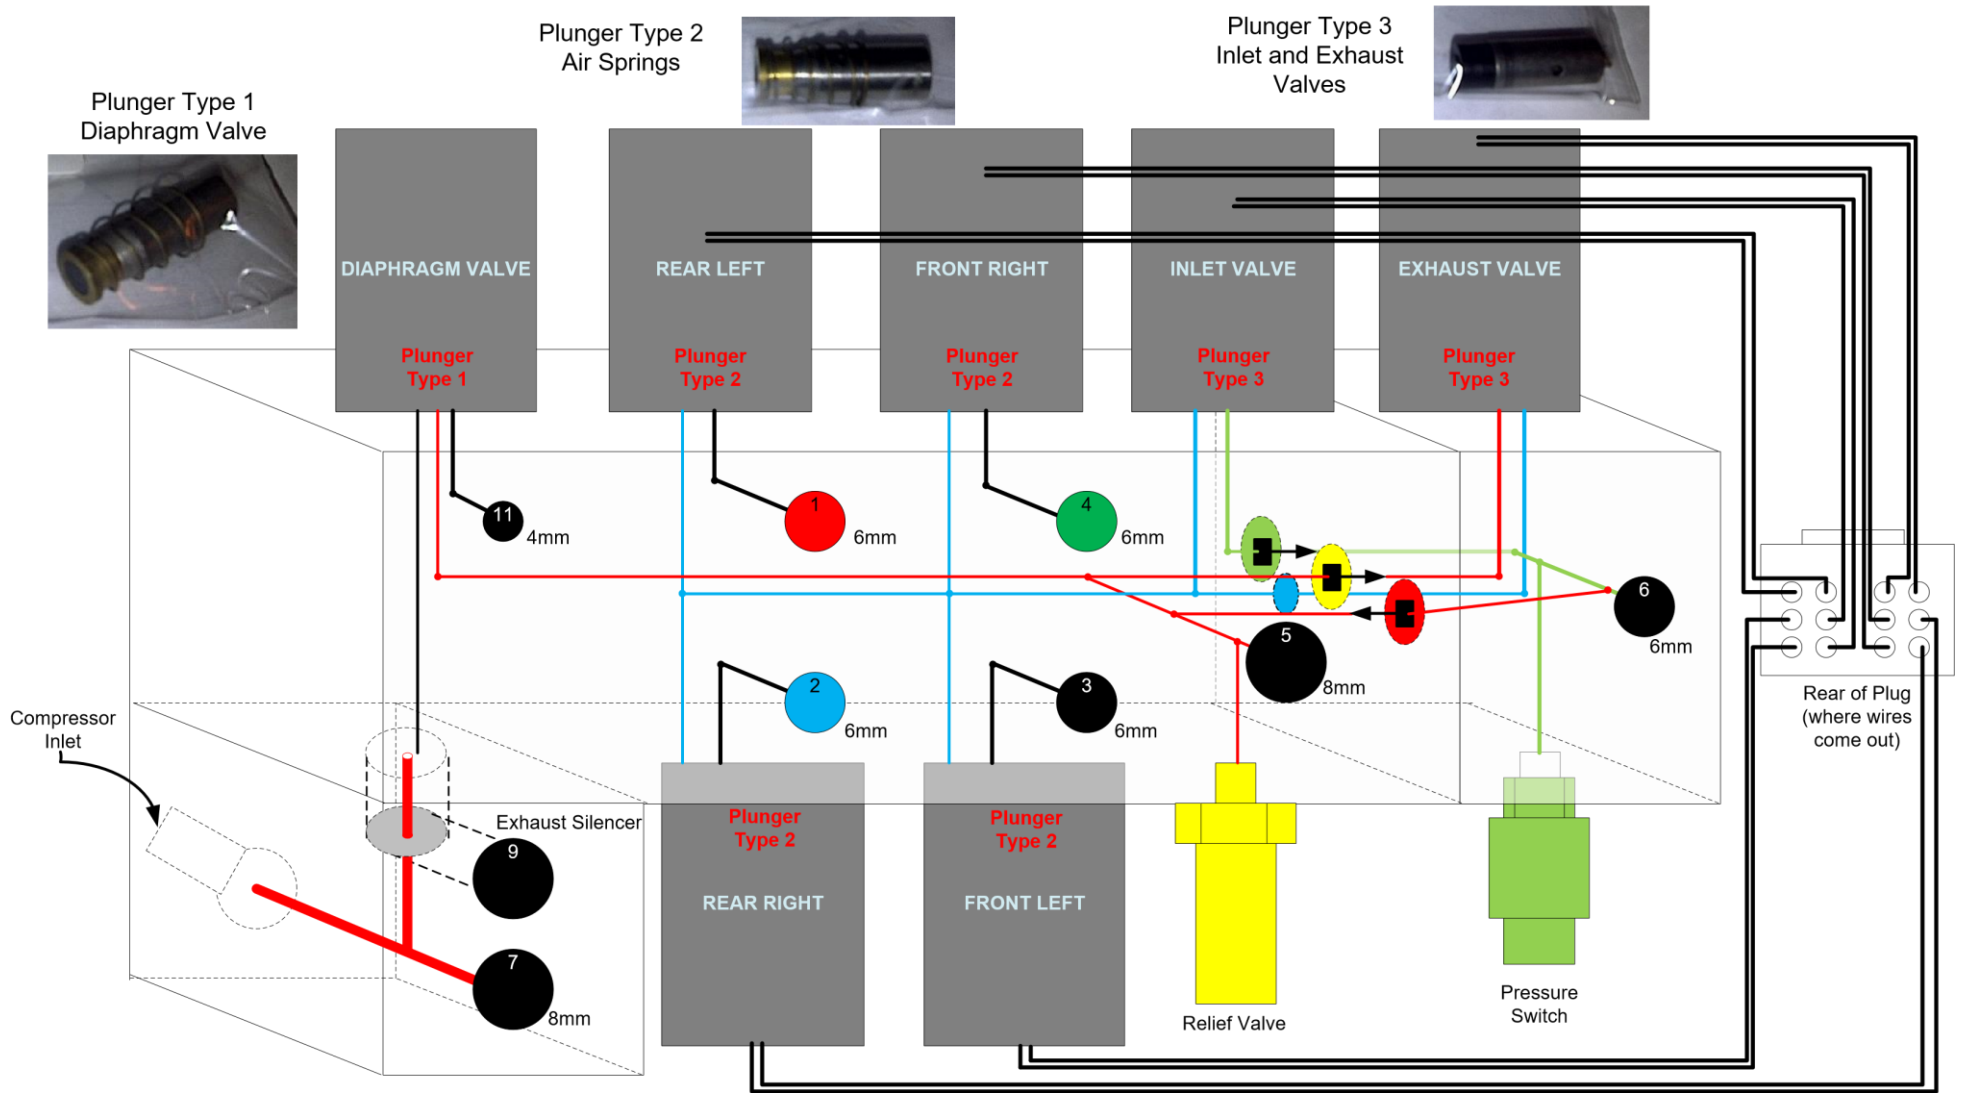 Plunger Type 1
Diaphragm Valve
Plunger Type 2
Air Springs
Plunger Type 3
Inlet and Exhaust
Valves
DIAPHRAGM VALVE
REAR LEFT
FRONT RIGHT
INLET VALVE
EXHAUST VALVE
Plunger
Type 1
Plunger
Type 2
Plunger
Type 2
Plunger
Type 3
Plunger
Type 3
11
4mm
1
6mm
4
6mm
6
6mm
5
8mm
2
6mm
3
6mm
Rear of Plug
(where wires
come out)
Compressor
Inlet
Exhaust Silencer
9
7
8mm
Plunger
Type 2
REAR RIGHT
Plunger
Type 2
FRONT LEFT
Relief Valve
Pressure
Switch